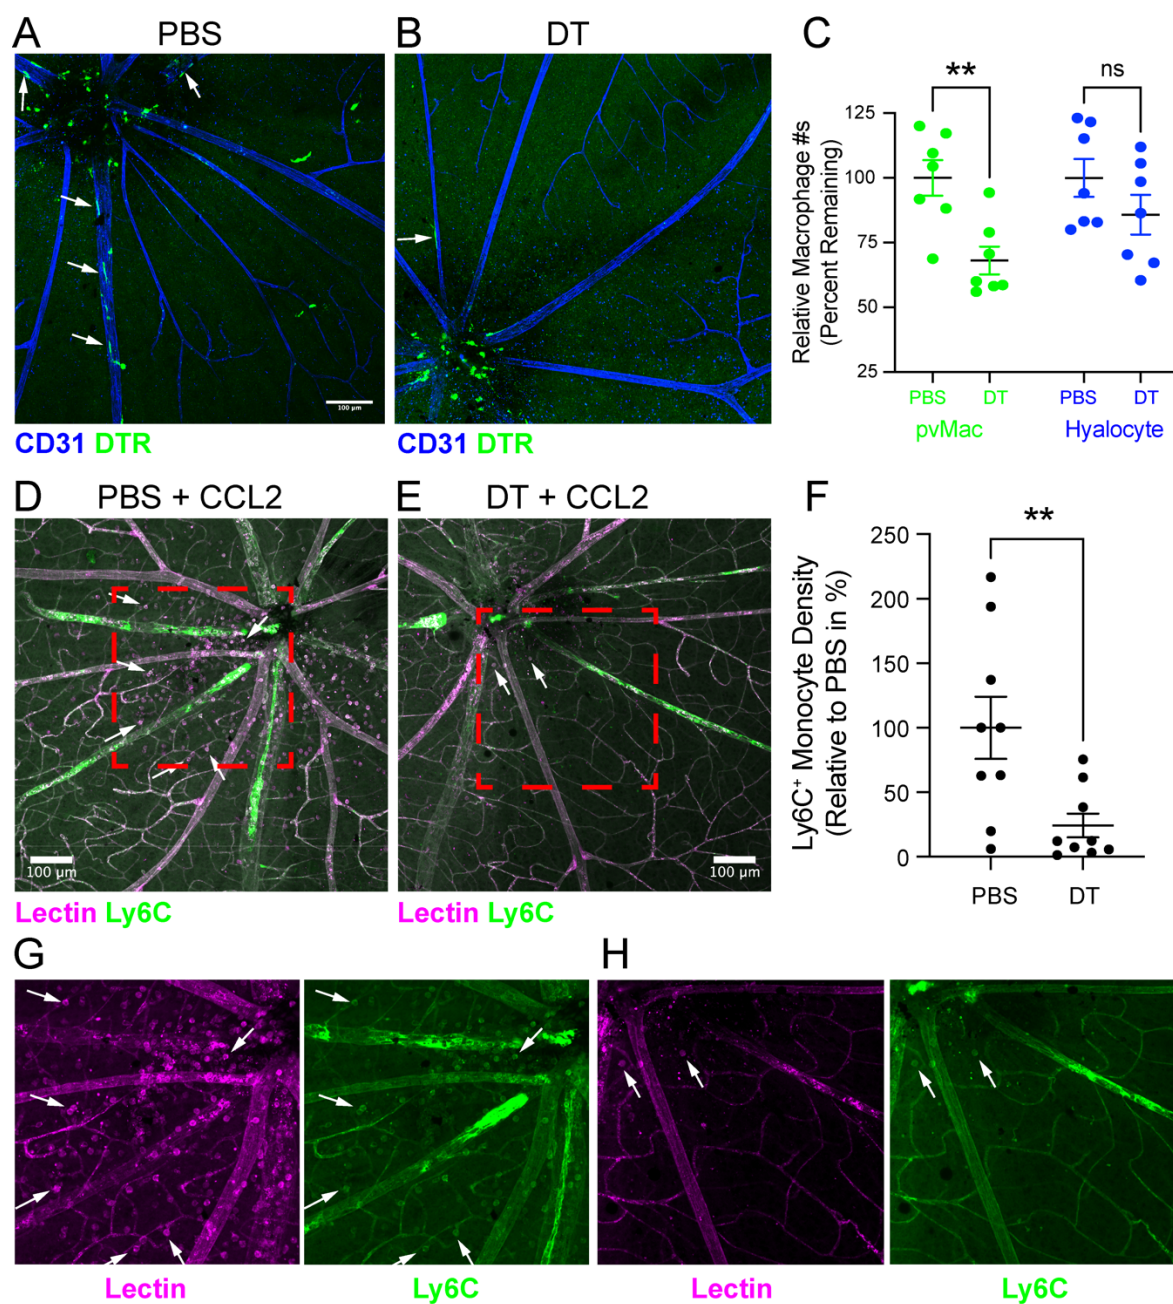 A PBS
B DT
C
** ns
Relative Macrophage #s
(Percent Remaining)
125
100
75
50
25
PBS DT PBS DT
pvMac Hyalocyte
100 µm
CD31 DTR
CD31 DTR
D PBS + CCL2
E DT + CCL2
F
**
Ly6C⁺ Monocyte Density
(Relative to PBS in %)
250
200
150
100
50
0
PBS DT
100 µm
100 µm
Lectin Ly6C
Lectin Ly6C
G
H
Lectin
Ly6C
Lectin
Ly6C